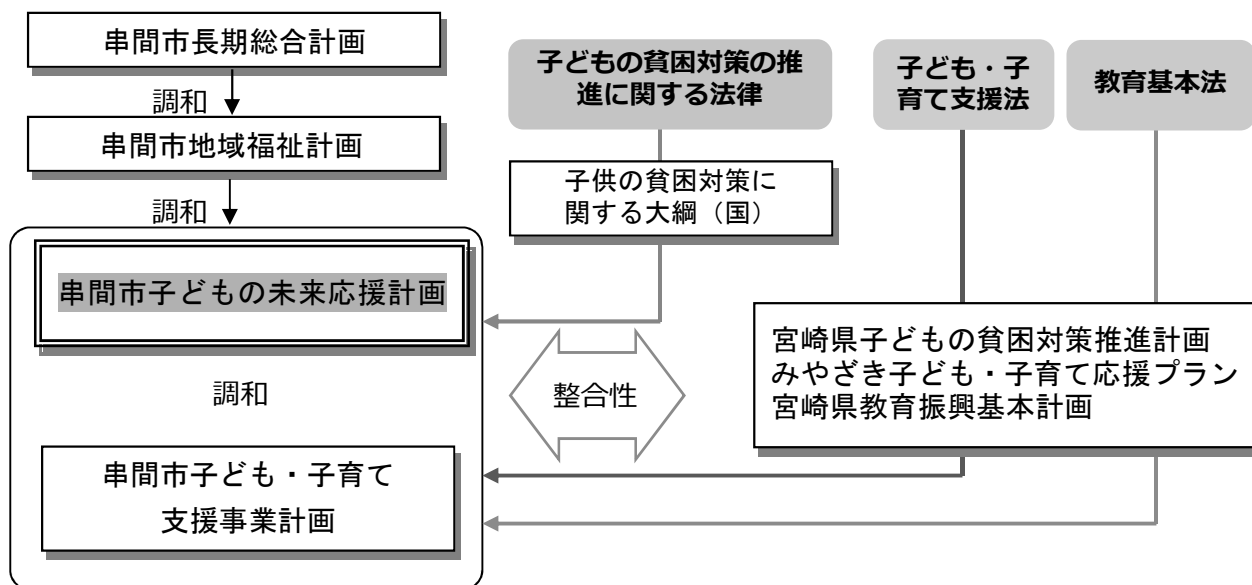 串間市長期総合計画
調和
串間市地域福祉計画
調和
串間市子どもの未来応援計画
調和
串間市子ども・子育て
支援事業計画
子どもの貧困対策の推
進に関する法律
子供の貧困対策に
関する大綱（国）
整合性
子ども・子
育て支援法
教育基本法
宮崎県子どもの貧困対策推進計画
みやざき子ども・子育て応援プラン
宮崎県教育振興基本計画